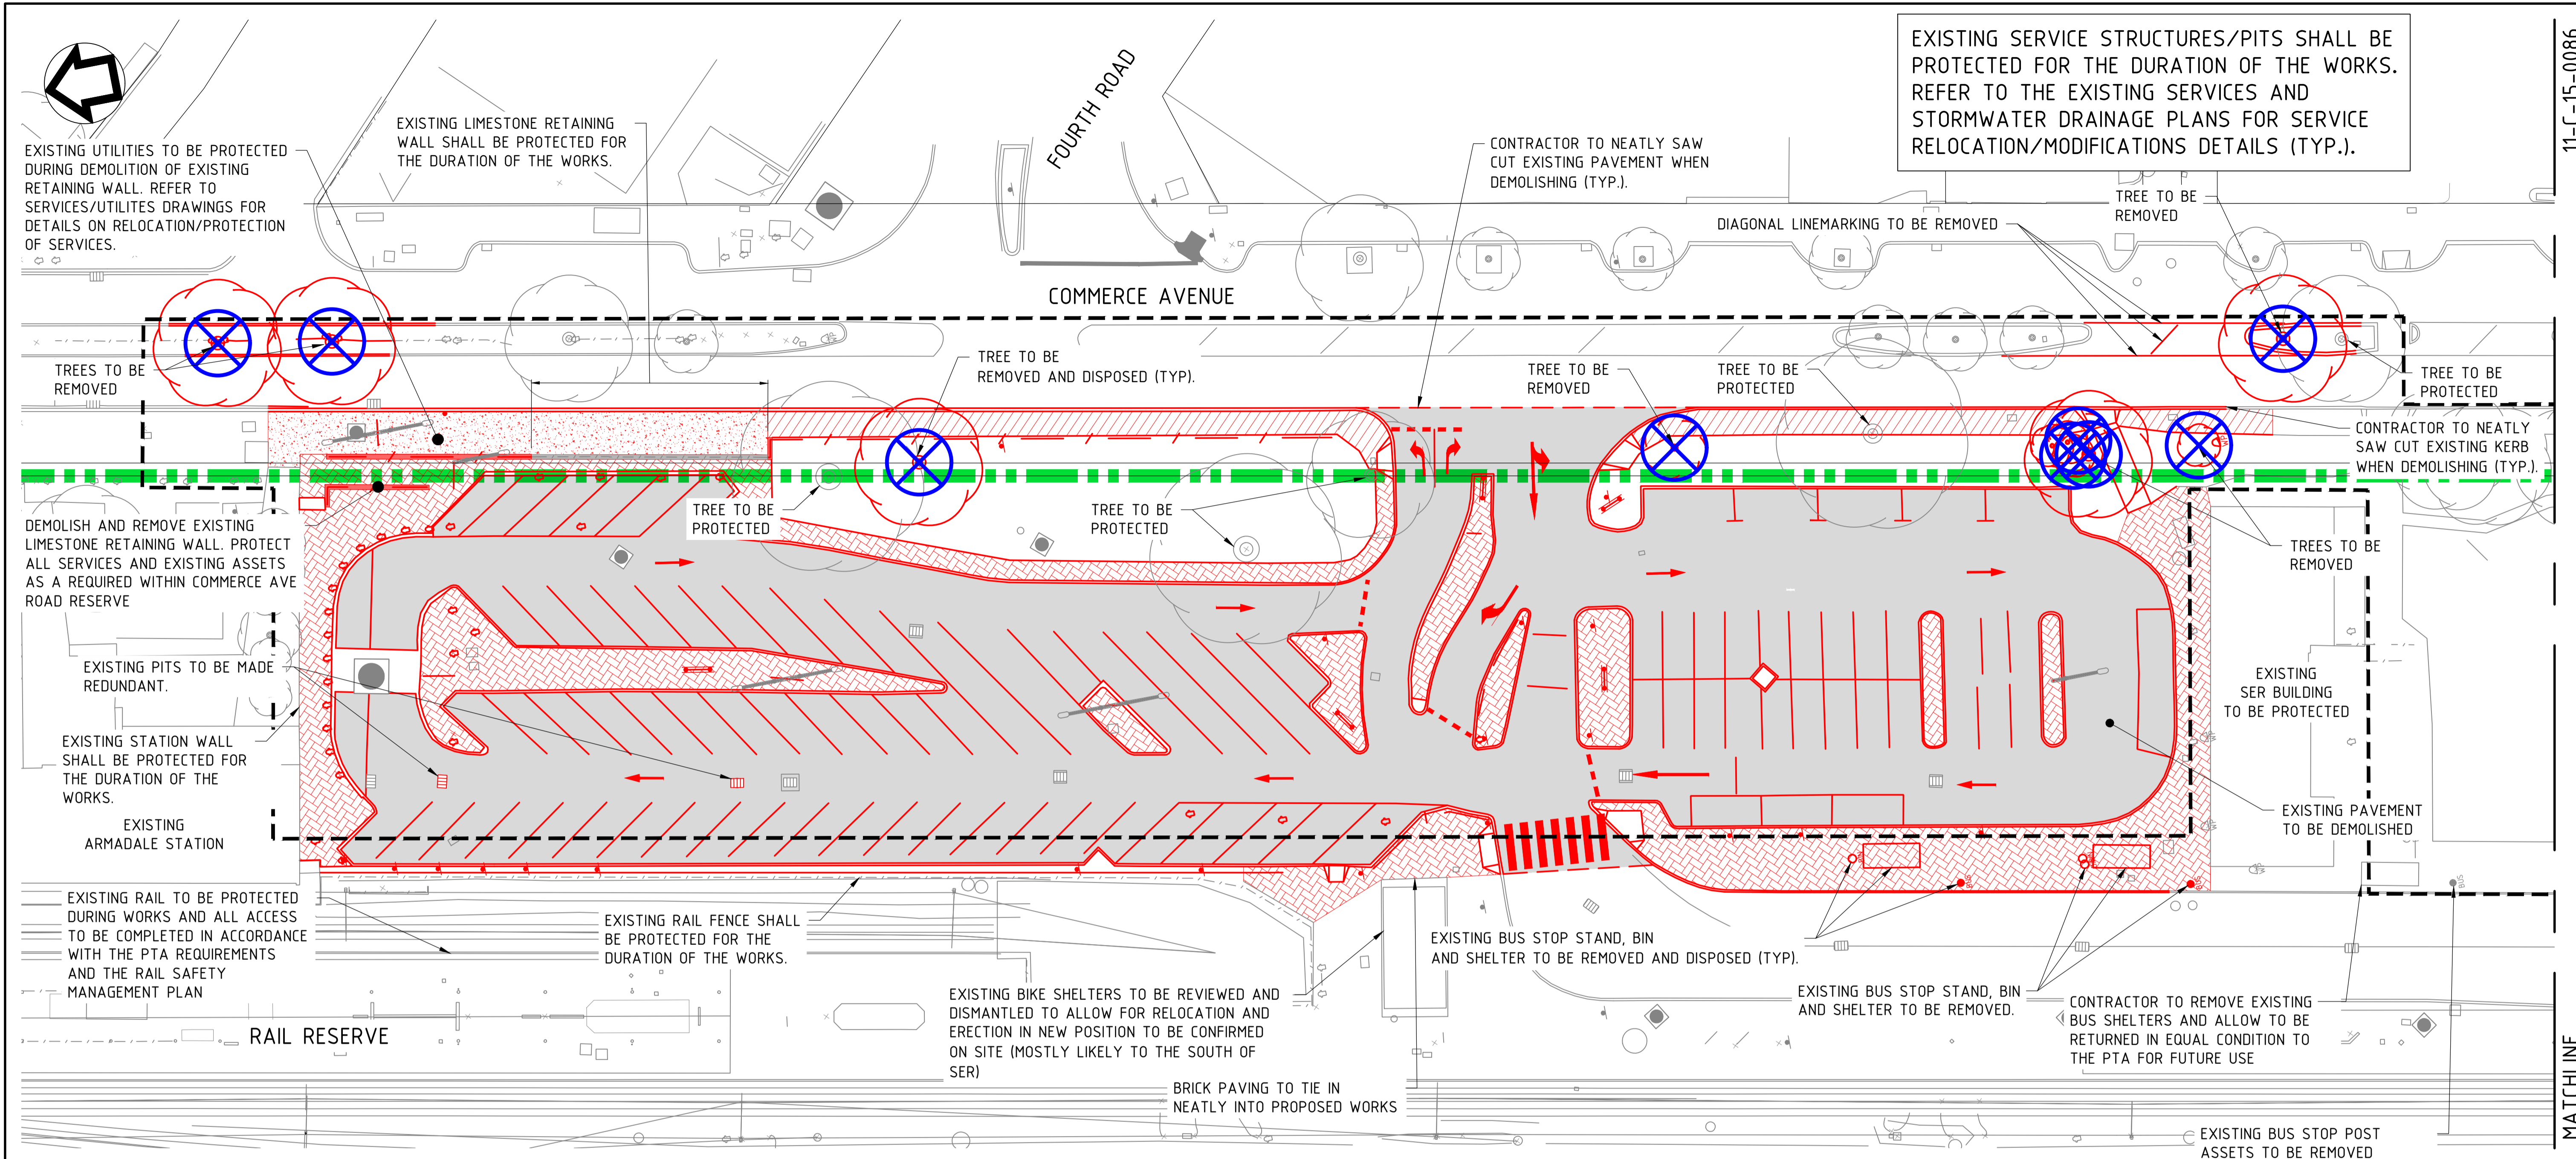 EXISTING SERVICE STRUCTURES/PITS SHALL BE
PROTECTED FOR THE DURATION OF THE WORKS.
REFER TO THE EXISTING SERVICES AND
STORMWATER DRAINAGE PLANS FOR SERVICE
RELOCATION/MODIFICATIONS DETAILS (TYP.).
11-C-15-0086
EXISTING UTILITIES TO BE PROTECTED
DURING DEMOLITION OF EXISTING
RETAINING WALL. REFER TO
SERVICES/UTILITES DRAWINGS FOR
DETAILS ON RELOCATION/PROTECTION
OF SERVICES.
EXISTING LIMESTONE RETAINING
WALL SHALL BE PROTECTED FOR
THE DURATION OF THE WORKS.
FOURTH ROAD
CONTRACTOR TO NEATLY SAW
CUT EXISTING PAVEMENT WHEN
DEMOLISHING (TYP.).
DIAGONAL LINEMARKING TO BE REMOVED
TREE TO BE
REMOVED
COMMERCE AVENUE
TREES TO BE
REMOVED
TREE TO BE
REMOVED AND DISPOSED (TYP).
TREE TO BE
REMOVED
TREE TO BE
PROTECTED
TREE TO BE
PROTECTED
CONTRACTOR TO NEATLY
SAW CUT EXISTING KERB
WHEN DEMOLISHING (TYP.).
TREE TO BE
PROTECTED
TREE TO BE
PROTECTED
TREES TO BE
REMOVED
DEMOLISH AND REMOVE EXISTING
LIMESTONE RETAINING WALL. PROTECT
ALL SERVICES AND EXISTING ASSETS
AS A REQUIRED WITHIN COMMERCE AVE
ROAD RESERVE
EXISTING PITS TO BE MADE
REDUNDANT.
EXISTING
SER BUILDING
TO BE PROTECTED
EXISTING STATION WALL
SHALL BE PROTECTED FOR
THE DURATION OF THE
WORKS.
EXISTING
ARMADALE STATION
EXISTING PAVEMENT
TO BE DEMOLISHED
EXISTING RAIL TO BE PROTECTED
DURING WORKS AND ALL ACCESS
TO BE COMPLETED IN ACCORDANCE
WITH THE PTA REQUIREMENTS
AND THE RAIL SAFETY
MANAGEMENT PLAN
EXISTING RAIL FENCE SHALL
BE PROTECTED FOR THE
DURATION OF THE WORKS.
BUS
BUS
BUS
EXISTING BUS STOP STAND, BIN
AND SHELTER TO BE REMOVED AND DISPOSED (TYP).
EXISTING BIKE SHELTERS TO BE REVIEWED AND
DISMANTLED TO ALLOW FOR RELOCATION AND
ERECTION IN NEW POSITION TO BE CONFIRMED
ON SITE (MOSTLY LIKELY TO THE SOUTH OF
SER)
EXISTING BUS STOP STAND, BIN
AND SHELTER TO BE REMOVED.
CONTRACTOR TO REMOVE EXISTING
BUS SHELTERS AND ALLOW TO BE
RETURNED IN EQUAL CONDITION TO
THE PTA FOR FUTURE USE
RAIL RESERVE
BRICK PAVING TO TIE IN
NEATLY INTO PROPOSED WORKS
EXISTING BUS STOP POST
ASSETS TO BE REMOVED
MATCHLINE